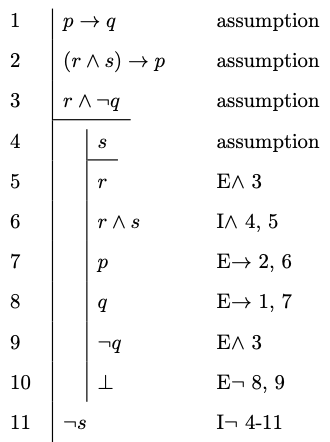 1 p → q assumption
2 (r ∧ s) → p assumption
3 r ∧ ¬q assumption
4 s assumption
5 r E∧ 3
6 r ∧ s I∧ 4, 5
7 p E→ 2, 6
8 q E→ 1, 7
9 ¬q E∧ 3
10 ⊥ E¬ 8, 9
11 ¬s I¬ 4-11